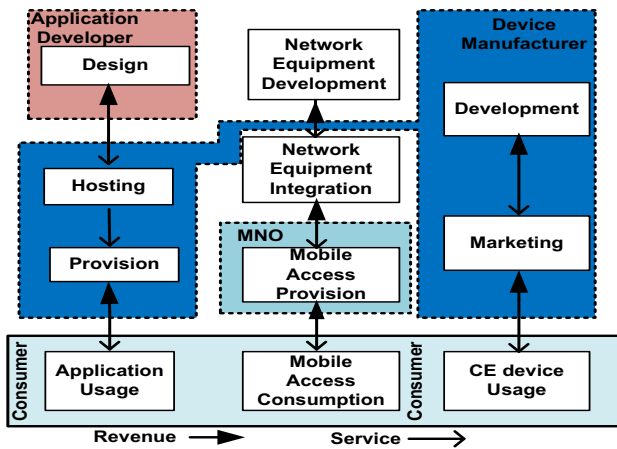 Application
Developer
Design
Network
Equipment
Development
Device
Manufacturer
Development
Hosting
Network
Equipment
Integration
Provision
MNO
Mobile
Access
Provision
Marketing
Consumer
Application
Usage
Mobile
Access
Consumption
Consumer
CE device
Usage
Revenue
Service